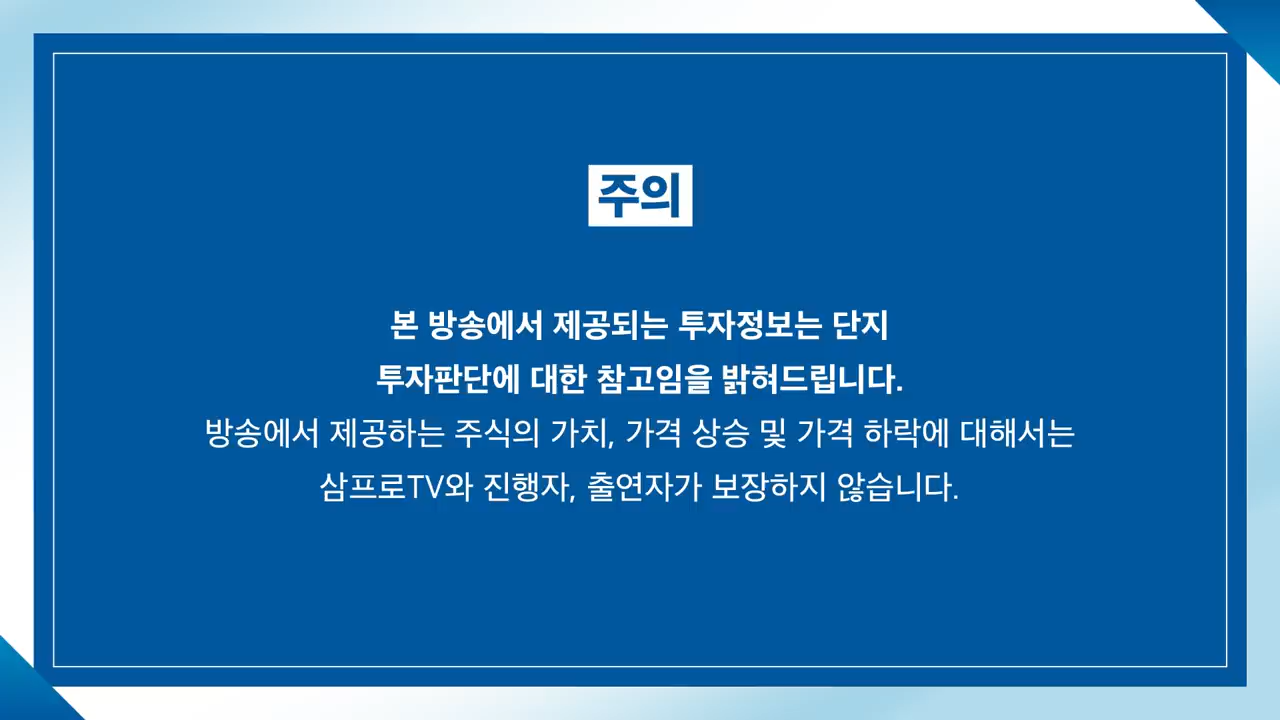 주의
본 방송에서 제공되는 투자정보는 단지
투자판단에 대한 참고임을 밝혀드립니다.
방송에서 제공하는 주식의 가치, 가격 상승 및 가격 하락에 대해서는
삼프로TV와 진행자, 출연자가 보장하지 않습니다.